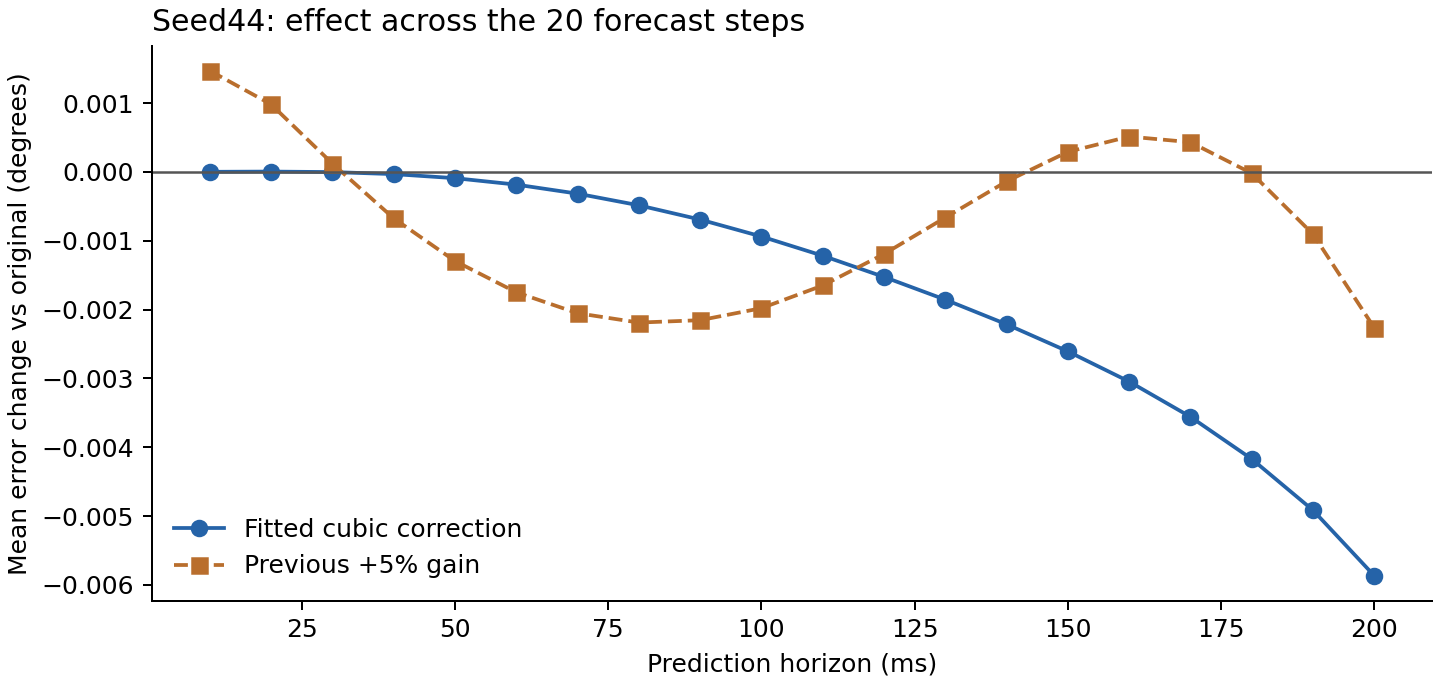 Seed44: effect across the 20 forecast steps
Mean error change vs original (degrees)
0.001
0.000
−0.001
−0.002
−0.003
−0.004
−0.005
−0.006
Fitted cubic correction
Previous +5% gain
25 50 75 100 125 150 175 200
Prediction horizon (ms)